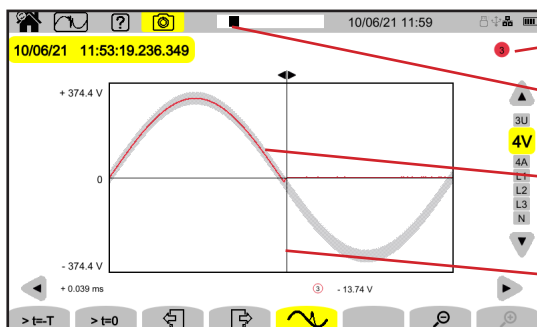 ? 10/06/21 11:59
10/06/21 11:53:19.236.349
3
+ 374.4 V
3U
4V
4A
L1
L2
L3
N
0
- 374.4 V
+ 0.039 ms 3 - 13.74 V
> t=-T > t=0